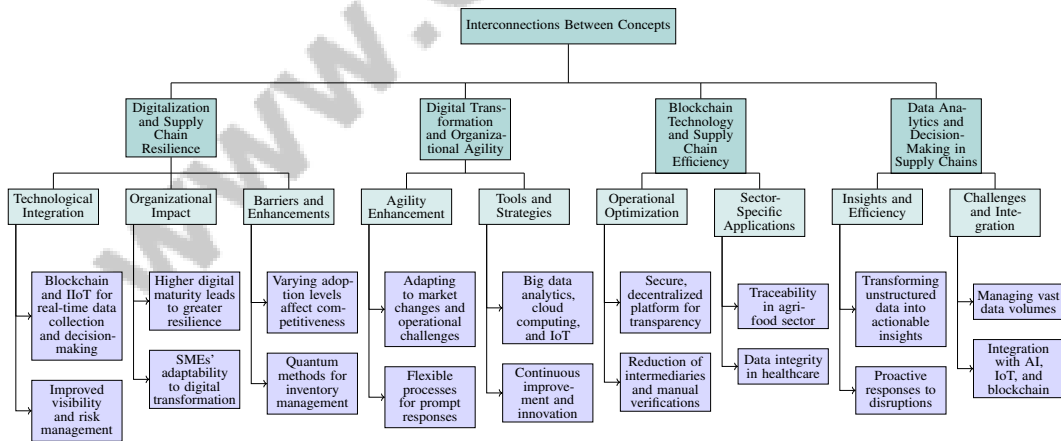 Interconnections Between Concepts
Digitalization
and Supply
Chain
Resilience
Digital Trans-
formation
and Organiza-
tional Agility
Blockchain
Technology
and Supply
Chain
Efficiency
Data Ana-
lytics and
Decision-
Making in
Supply Chains
Technological
Integration
Organizational
Impact
Barriers and
Enhancements
Agility
Enhancement
Tools and
Strategies
Operational
Optimization
Sector-
Specific
Applications
Insights and
Efficiency
Challenges
and Inte-
gration
Blockchain
and IIoT for
real-time data
collection
and decision-
making
Higher digital
maturity leads
to greater
resilience
Varying adop-
tion levels
affect com-
petitiveness
Adapting
to market
changes and
operational
challenges
Big data
analytics,
cloud
computing,
and IoT
Secure,
decentralized
platform for
transparency
Traceability
in agri-
food sector
Transforming
unstructured
data into
actionable
insights
Managing vast
data volumes
Improved
visibility
and risk
management
SMEs'
adaptability
to digital
transformation
Quantum
methods for
inventory
management
Flexible
processes
for prompt
responses
Continuous
improve-
ment and
innovation
Reduction of
intermediaries
and manual
verifications
Data integrity
in healthcare
Proactive
responses to
disruptions
Integration
with AI,
IoT, and
blockchain
www.